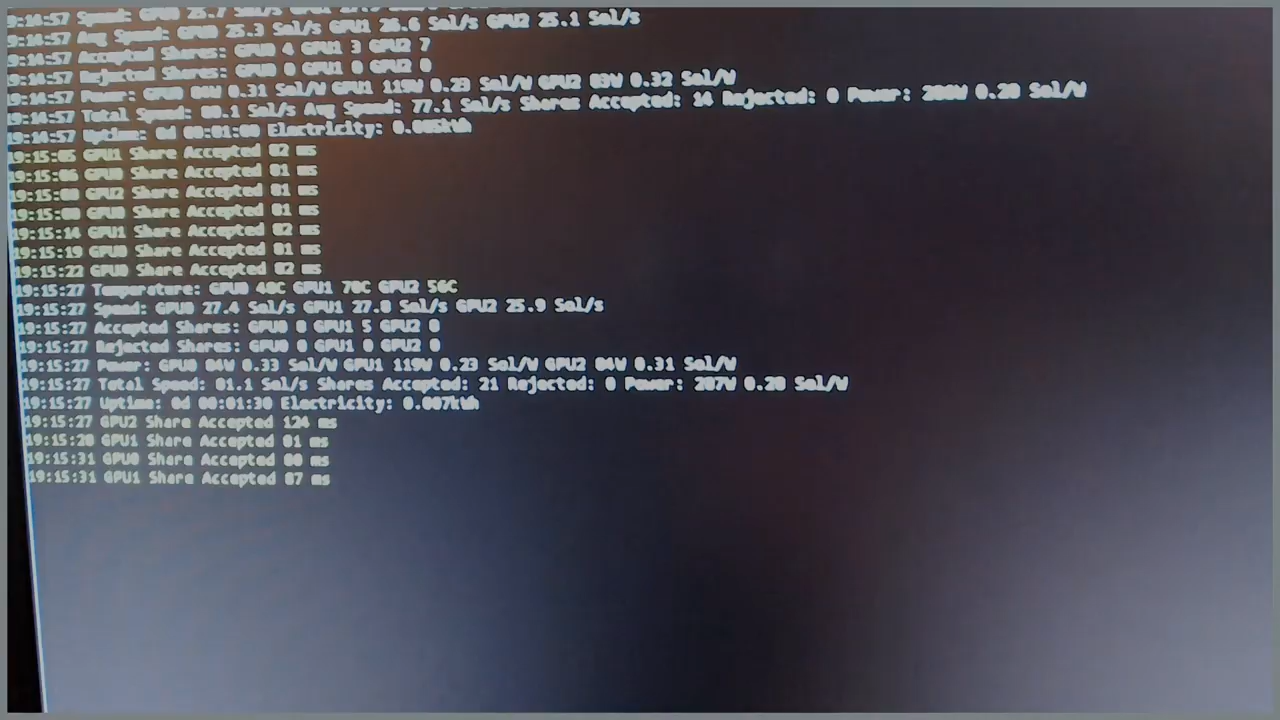 19:14:57 Speed: GPU0 25.7 Sol/s GPU1
19:14:57 Avg Speed: GPU0 25.3 Sol/s GPU1 26.6 Sol/s GPU2 25.1 Sol/s
19:14:57 Accepted Shares: GPU0 4 GPU1 3 GPU2 7
19:14:57 Rejected Shares: GPU0 0 GPU1 0 GPU2 0
19:14:57 Power: GPU0 84W 0.31 Sol/W GPU1 119W 0.23 Sol/W GPU2 83W 0.32 Sol/W
19:14:57 Total Speed: 80.1 Sol/s Avg Speed: 77.1 Sol/s Shares Accepted: 14 Rejected: 0 Power: 286W 0.28 Sol/W
19:14:57 Uptime: 0d 00:01:00 Electricity: 0.005kWh
19:15:05 GPU1 Share Accepted 82 ms
19:15:06 GPU0 Share Accepted 81 ms
19:15:08 GPU2 Share Accepted 81 ms
19:15:08 GPU0 Share Accepted 81 ms
19:15:14 GPU1 Share Accepted 82 ms
19:15:19 GPU0 Share Accepted 81 ms
19:15:22 GPU0 Share Accepted 82 ms
19:15:27 Temperature: GPU0 48C GPU1 78C GPU2 56C
19:15:27 Speed: GPU0 27.4 Sol/s GPU1 27.8 Sol/s GPU2 25.9 Sol/s
19:15:27 Accepted Shares: GPU0 8 GPU1 5 GPU2 8
19:15:27 Rejected Shares: GPU0 0 GPU1 0 GPU2 0
19:15:27 Power: GPU0 84W 0.33 Sol/W GPU1 119W 0.23 Sol/W GPU2 84W 0.31 Sol/W
19:15:27 Total Speed: 81.1 Sol/s Shares Accepted: 21 Rejected: 0 Power: 287W 0.28 Sol/W
19:15:27 Uptime: 0d 00:01:30 Electricity: 0.007kWh
19:15:27 GPU2 Share Accepted 124 ms
19:15:28 GPU1 Share Accepted 81 ms
19:15:31 GPU0 Share Accepted 80 ms
19:15:31 GPU1 Share Accepted 87 ms